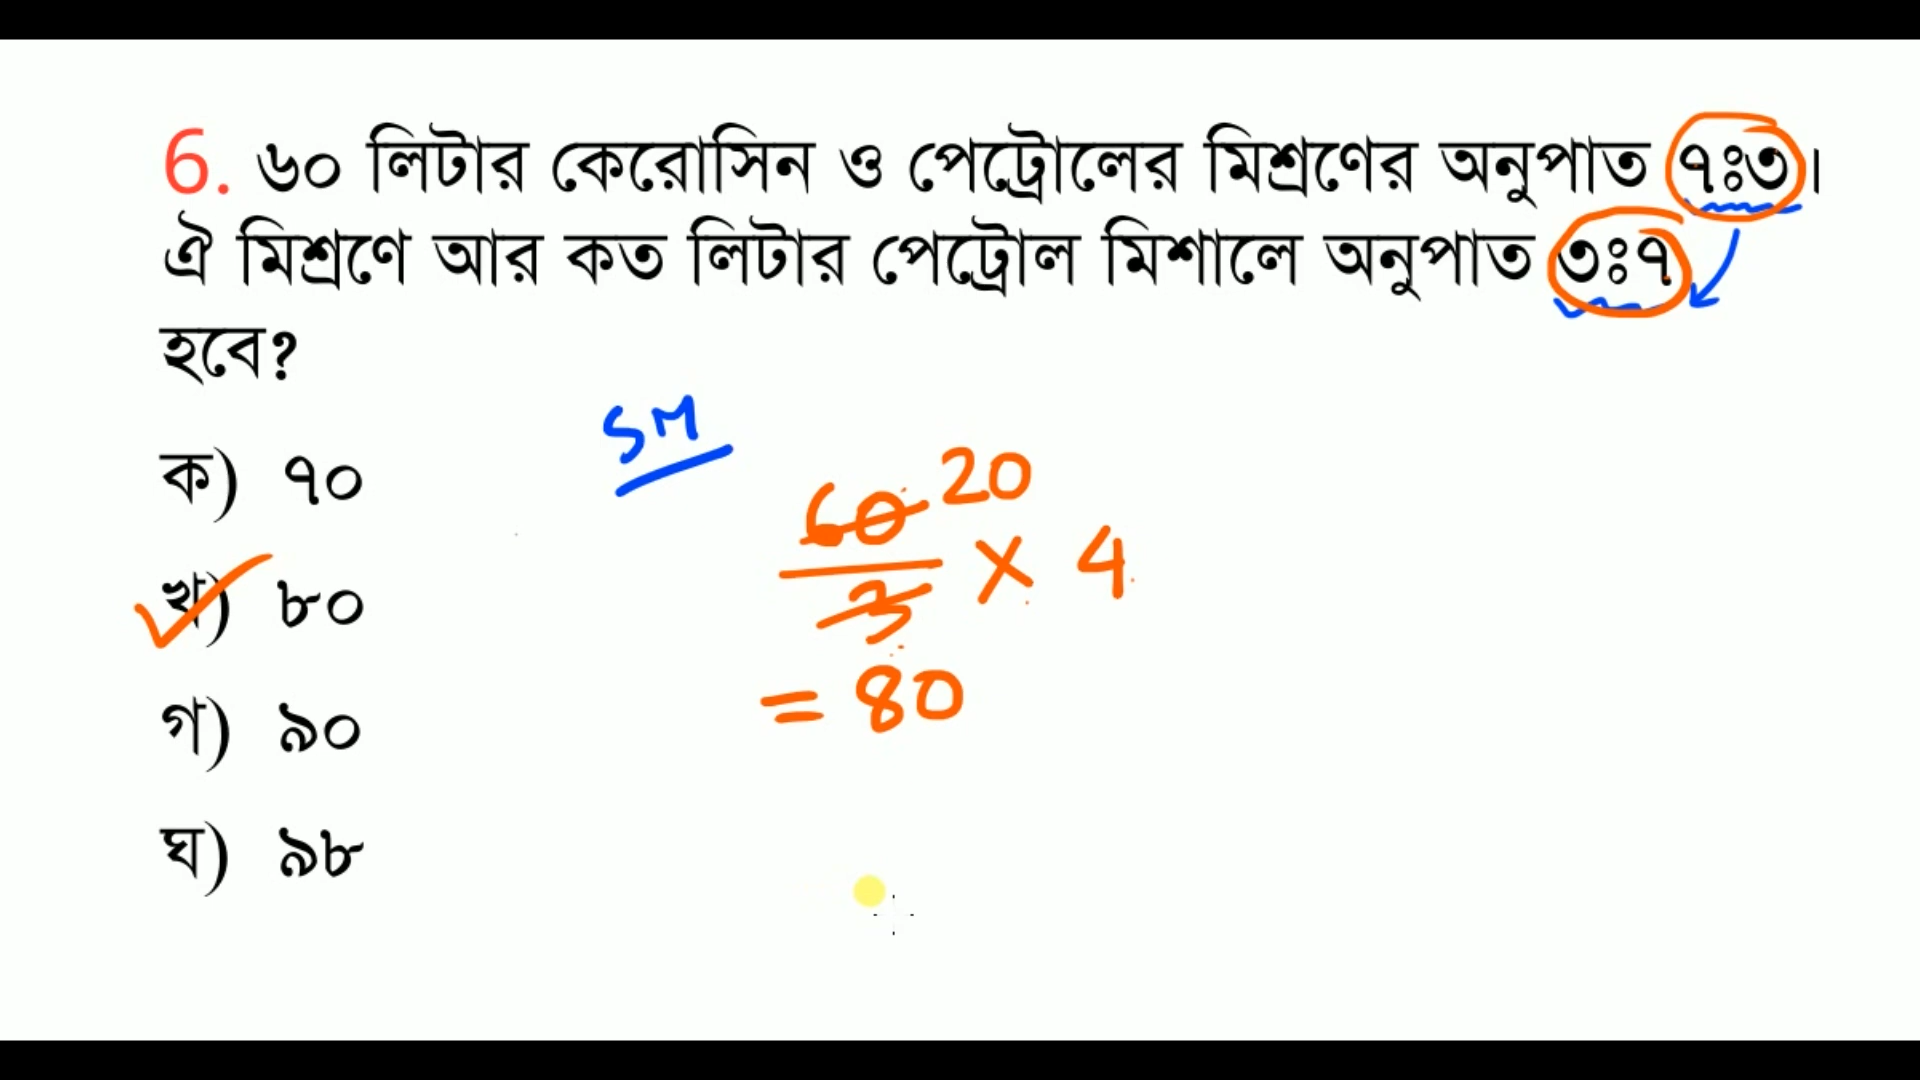 6. ৬০ লিটার কেরোসিন ও পেট্রোলের মিশ্রণের অনুপাত ৭ঃ৩।
ঐ মিশ্রণে আর কত লিটার পেট্রোল মিশালে অনুপাত ৩ঃ৭
হবে?
SM
ক) ৭০
60 20
3 × 4
খ) ৮০
= 80
গ) ৯০
ঘ) ৯৮